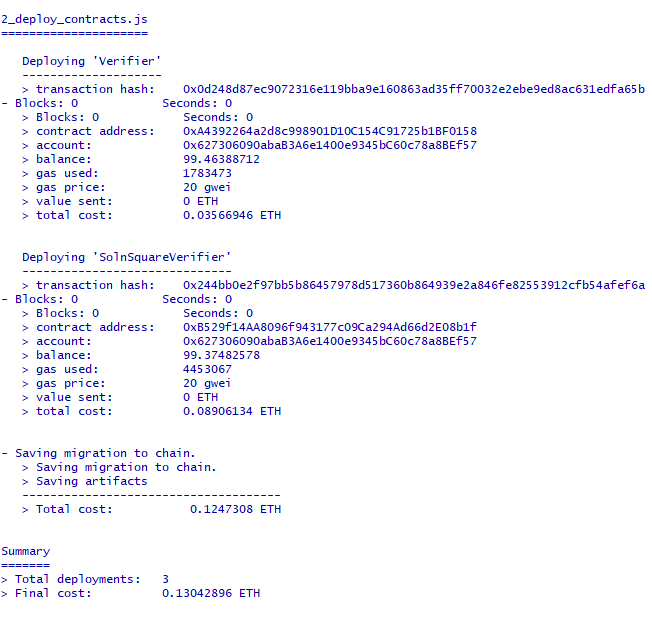 2_deploy_contracts.js
=====================
Deploying 'Verifier'
--------------------
> transaction hash:    0x0d248d87ec9072316e119bba9e160863ad35ff70032e2ebe9ed8ac631edfa65b
- Blocks: 0            Seconds: 0
> Blocks: 0            Seconds: 0
> contract address:    0xA4392264a2d8c998901D10C154C91725b1BF0158
> account:             0x627306090abaB3A6e1400e9345bC60c78a8BEf57
> balance:             99.46388712
> gas used:            1783473
> gas price:           20 gwei
> value sent:          0 ETH
> total cost:          0.03566946 ETH
Deploying 'SolnSquareVerifier'
------------------------------
> transaction hash:    0x244bb0e2f97bb5b86457978d517360b864939e2a846fe82553912cfb54afef6a
- Blocks: 0            Seconds: 0
> Blocks: 0            Seconds: 0
> contract address:    0xB529f14AA8096f943177c09Ca294Ad66d2E08b1f
> account:             0x627306090abaB3A6e1400e9345bC60c78a8BEf57
> balance:             99.37482578
> gas used:            4453067
> gas price:           20 gwei
> value sent:          0 ETH
> total cost:          0.08906134 ETH
- Saving migration to chain.
> Saving migration to chain.
> Saving artifacts
-------------------------------------
> Total cost:           0.1247308 ETH
Summary
=======
> Total deployments:   3
> Final cost:          0.13042896 ETH